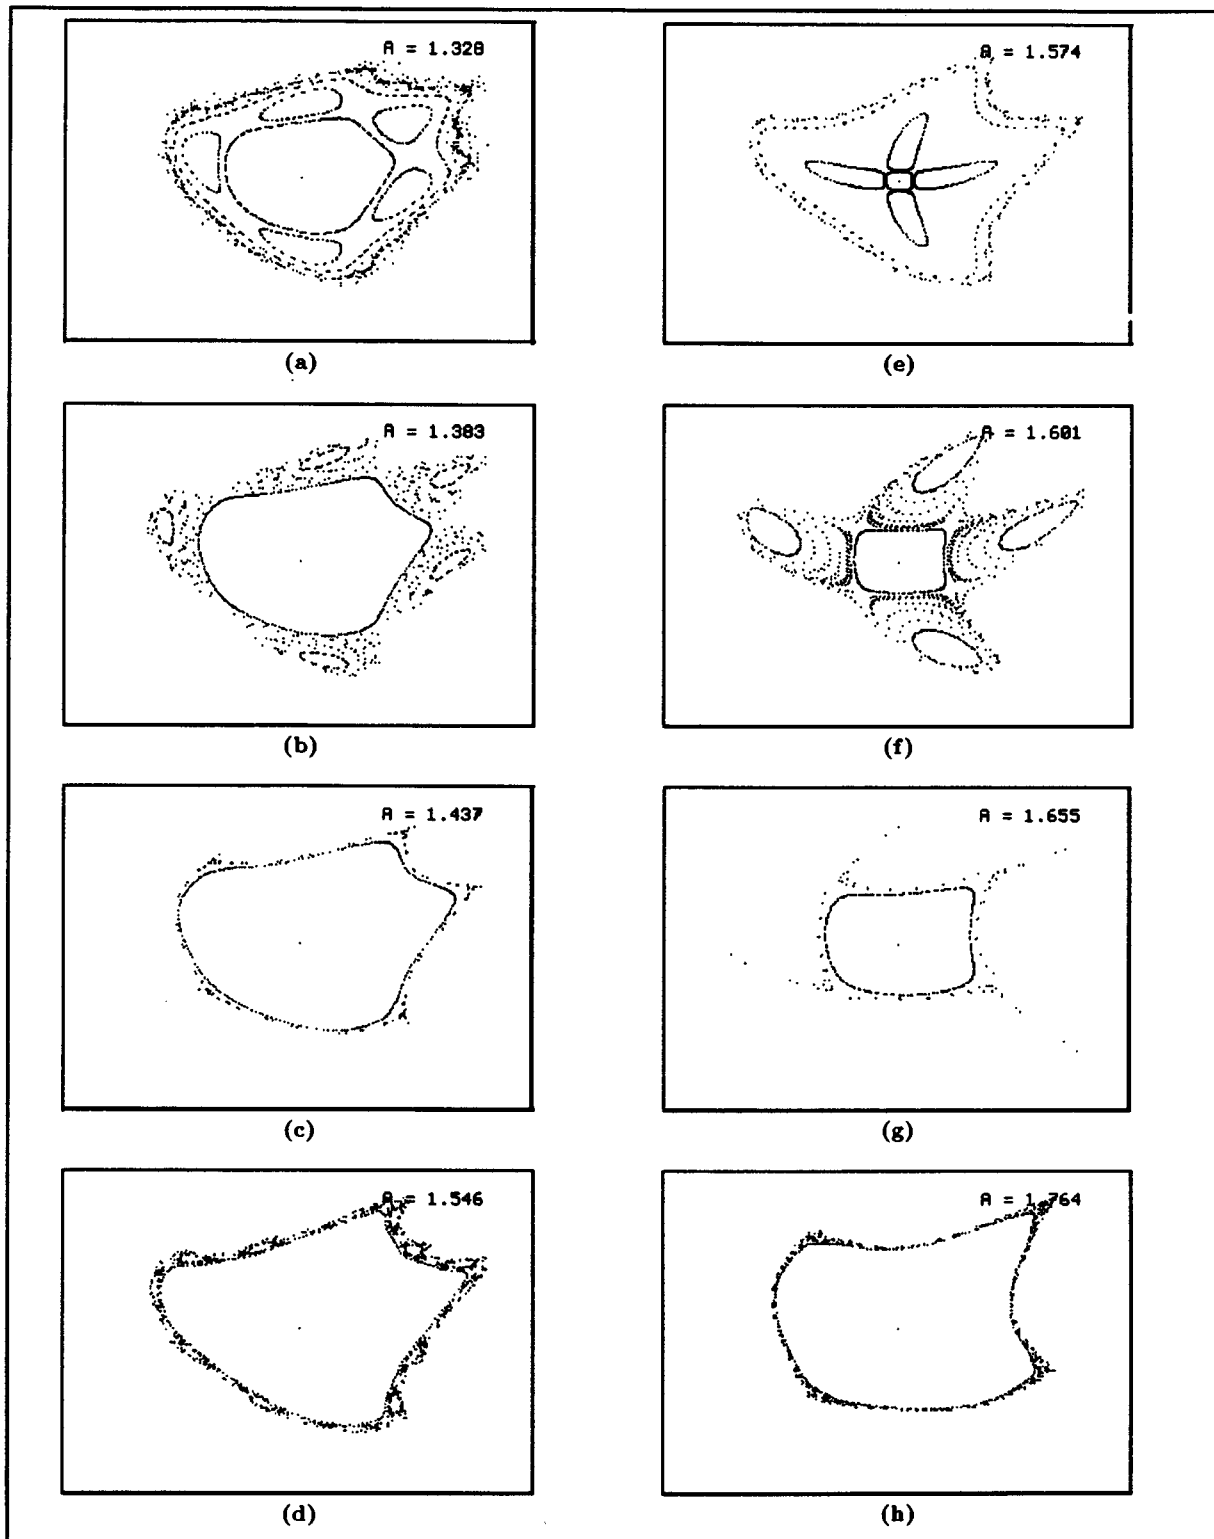 A = 1.328
(a)
A = 1.383
(b)
A = 1.437
(c)
A = 1.546
(d)
A = 1.574
(e)
A = 1.601
(f)
A = 1.655
(g)
A = 1.764
(h)